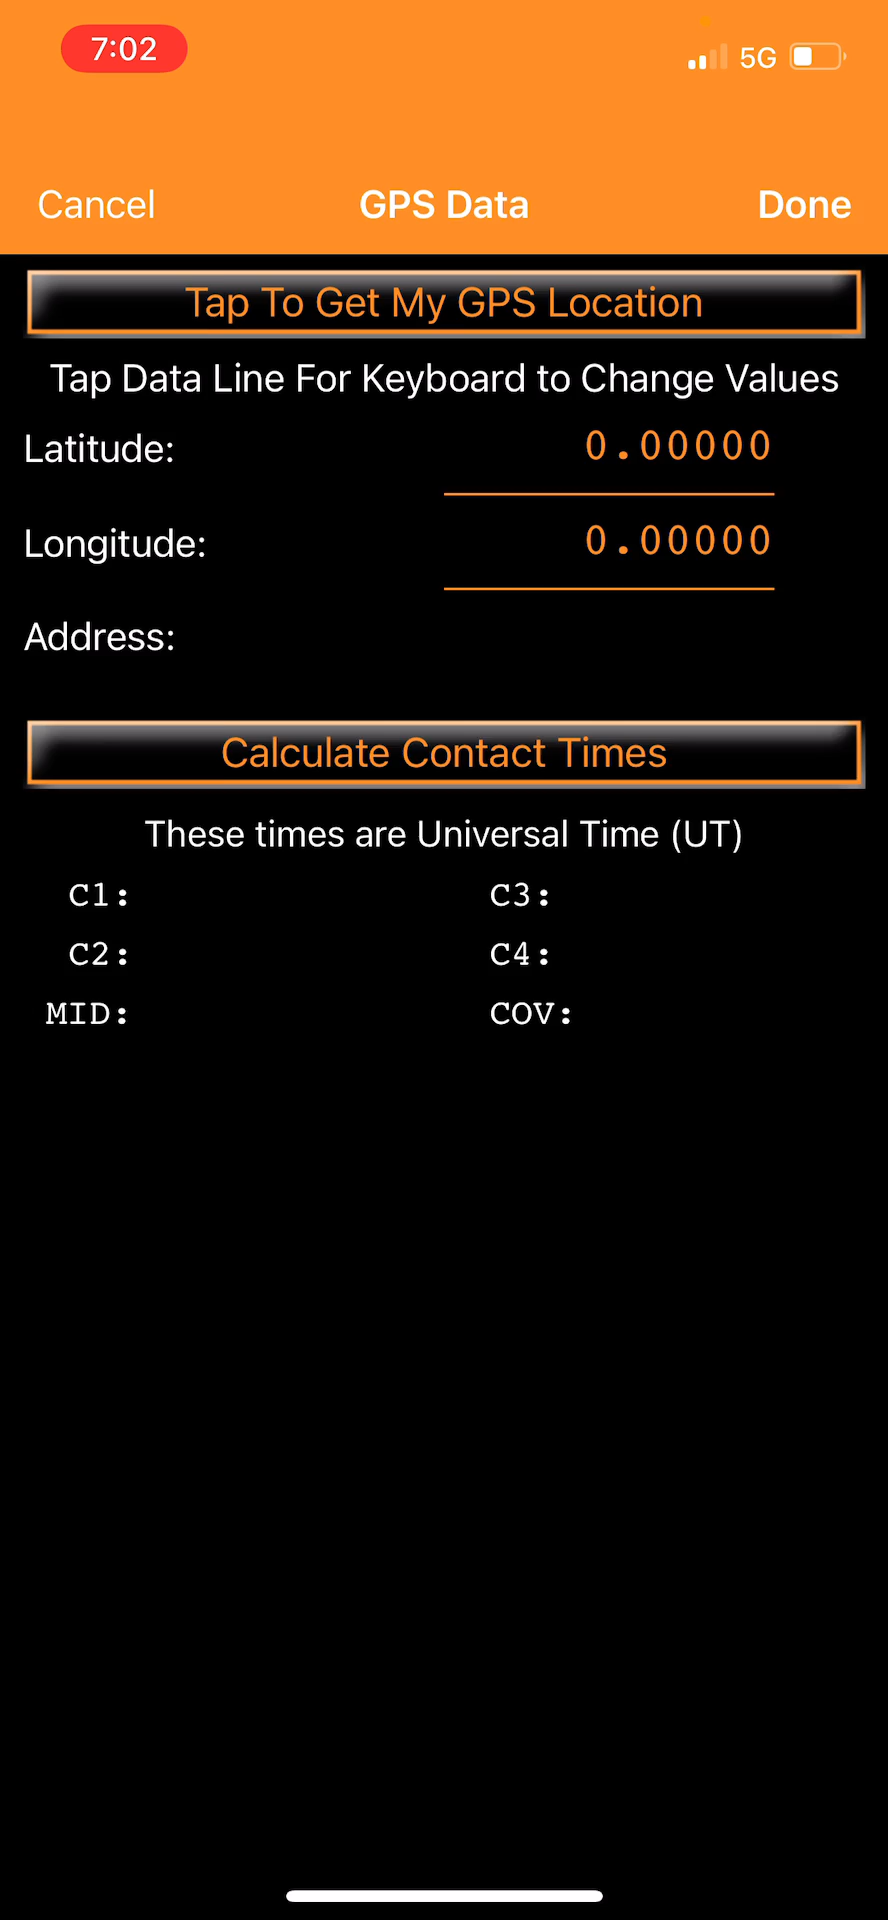 7:02 5G
Cancel GPS Data Done
Tap To Get My GPS Location
Tap Data Line For Keyboard to Change Values
Latitude: 0.00000
Longitude: 0.00000
Address:
Calculate Contact Times
These times are Universal Time (UT)
C1: C3:
C2: C4:
MID: COV: